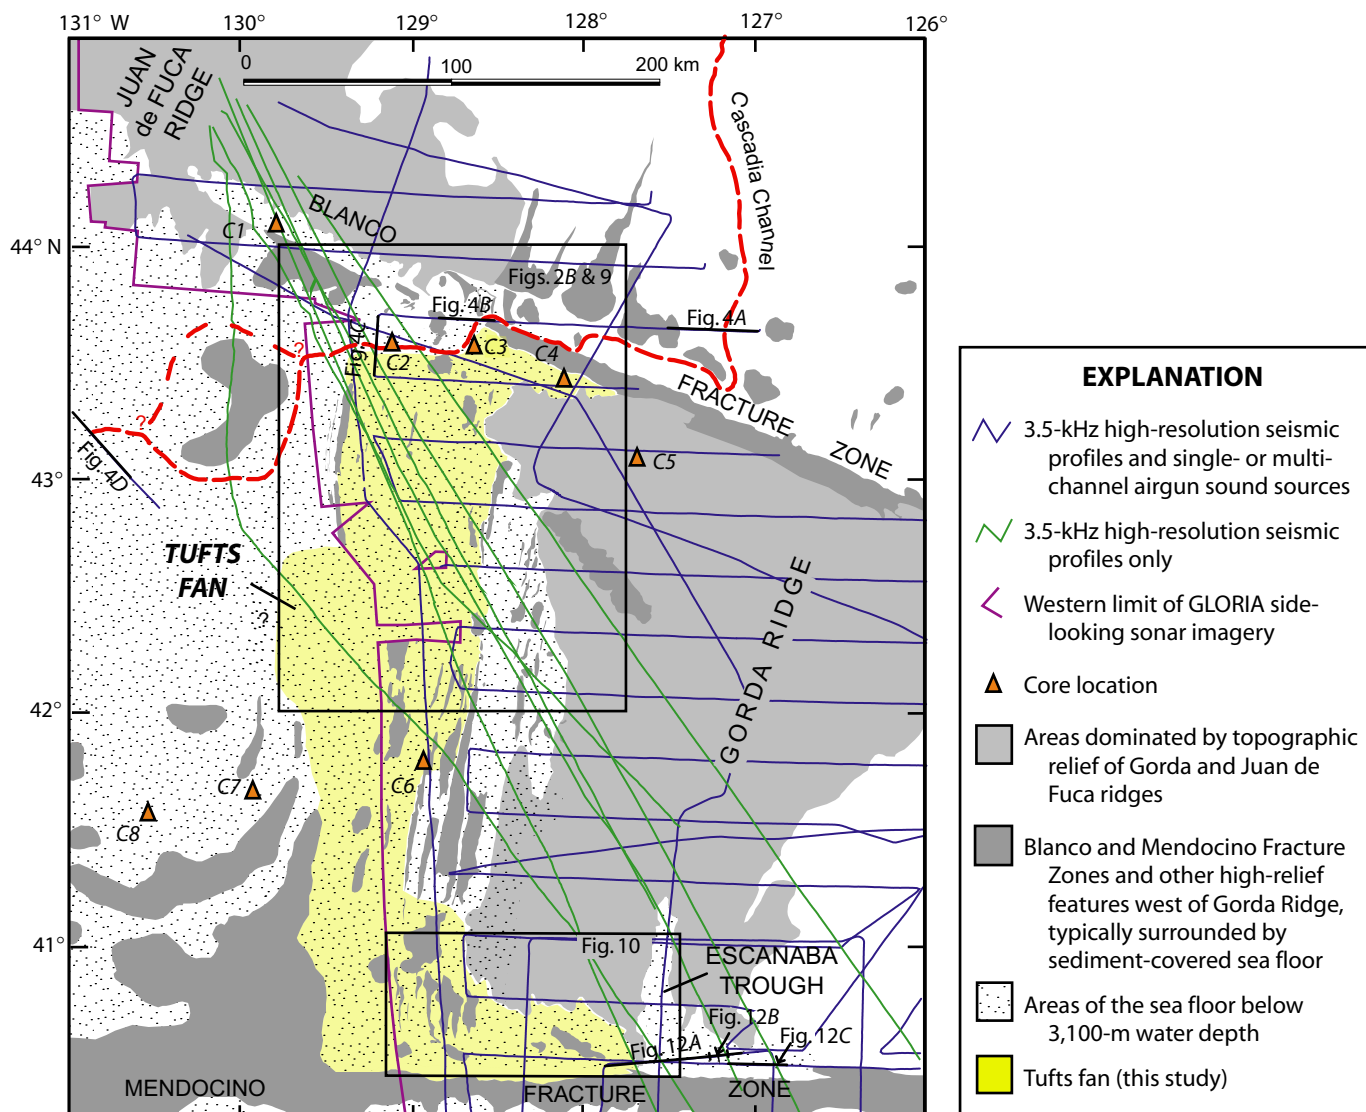 131° W
130°
129°
128°
127°
126°
JUAN
de FUCA
RIDGE
0
100
200 km
Cascadia Channel
BLANCO
C1
44° N
Figs. 2B & 9
Fig. 4B
Fig. 4A
Fig. 4C
C2
C3
C4
?
?
FRACTURE
ZONE
Fig. 4D
C5
43°
TUFTS
FAN
?
GORDA RIDGE
42°
C6
C7
C8
41°
Fig. 10
ESCANABA
TROUGH
Fig. 12B
Fig. 12A
Fig. 12C
MENDOCINO
FRACTURE
ZONE
EXPLANATION
3.5-kHz high-resolution seismic
profiles and single- or multi-
channel airgun sound sources
3.5-kHz high-resolution seismic
profiles only
Western limit of GLORIA side-
looking sonar imagery
Core location
Areas dominated by topographic
relief of Gorda and Juan de
Fuca ridges
Blanco and Mendocino Fracture
Zones and other high-relief
features west of Gorda Ridge,
typically surrounded by
sediment-covered sea floor
Areas of the sea floor below
3,100-m water depth
Tufts fan (this study)